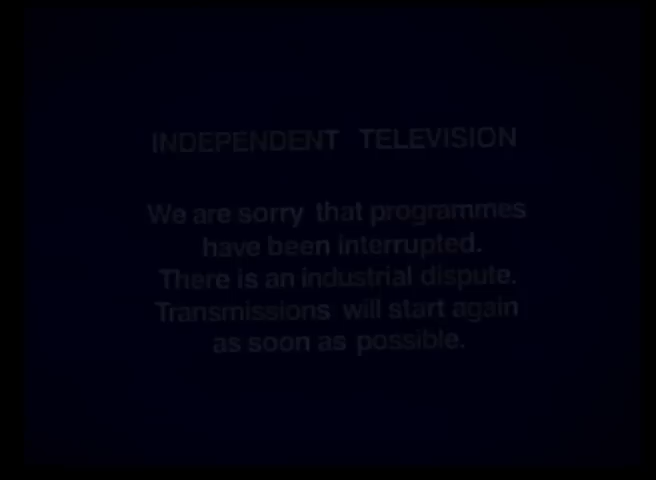 INDEPENDENT TELEVISION
We are sorry that programmes
have been interrupted.
There is an industrial dispute.
Transmissions will start again
as soon as possible.